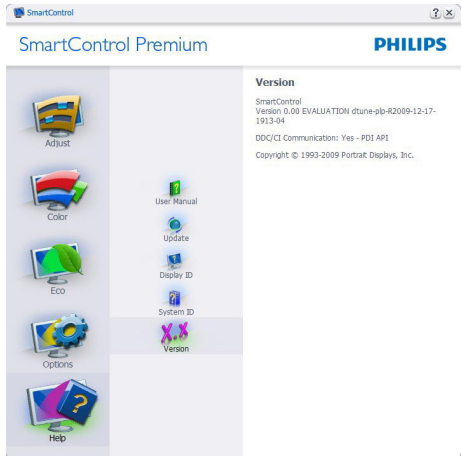 SmartControl
SmartControl Premium
PHILIPS
Adjust
Color
Eco
Options
Help
User Manual
Update
Display ID
System ID
X.X
Version
Version
SmartControl
Version 0.00 EVALUATION dtune-plp-R2009-12-17-
1913-04
DDC/CI Communication: Yes - PDI API
Copyright © 1993-2009 Portrait Displays, Inc.